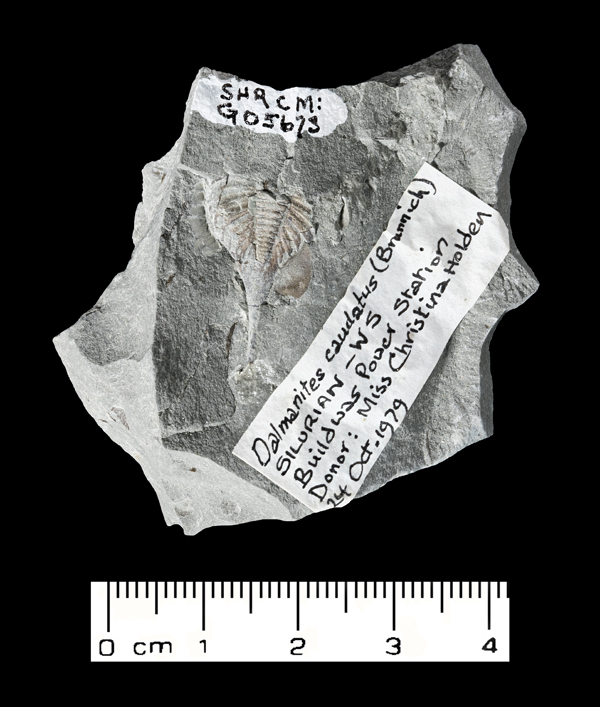 SHRCM:
G05673
Dalmanites caudatus (Brunnich)
SILURIAN - WS
Buildwas Power Station
Donor: Miss Christina Holden
24 Oct. 1979
0 cm 1 2 3 4